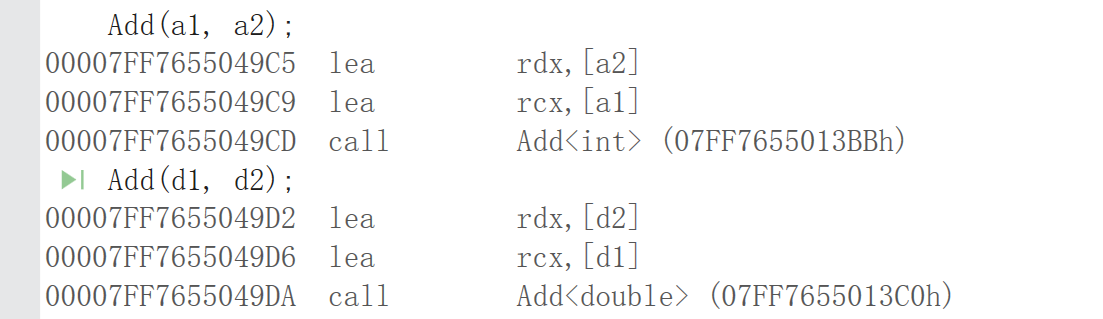 Add(a1, a2);
00007FF7655049C5 lea rdx,[a2]
00007FF7655049C9 lea rcx,[a1]
00007FF7655049CD call Add<int> (07FF7655013BBh)
Add(d1, d2);
00007FF7655049D2 lea rdx,[d2]
00007FF7655049D6 lea rcx,[d1]
00007FF7655049DA call Add<double> (07FF7655013C0h)